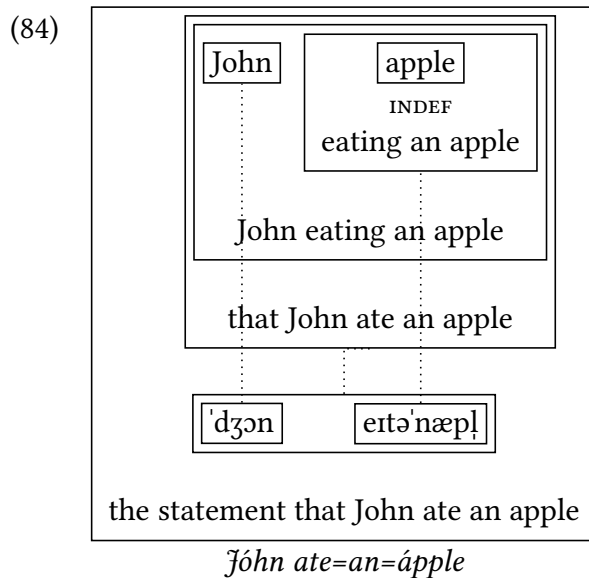 (84)
John apple
INDEF
eating an apple
John eating an apple
that John ate an apple
ˈdʒɔn eɪtəˈnæpl̩
the statement that John ate an apple
Jóhn ate=an=ápple